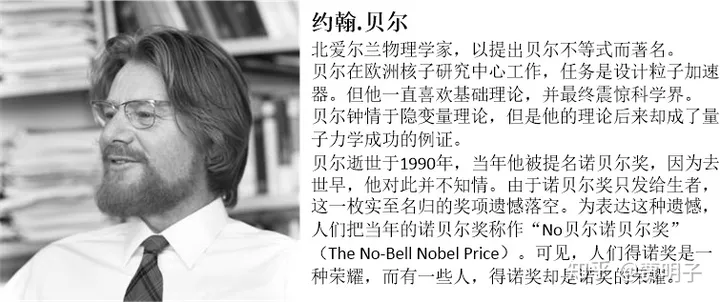 约翰.贝尔
北爱尔兰物理学家，以提出贝尔不等式而著名。
贝尔在欧洲核子研究中心工作，任务是设计粒子加速
器。但他一直喜欢基础理论，并最终震惊科学界。
贝尔钟情于隐变量理论，但是他的理论后来却成了量
子力学成功的例证。
贝尔逝世于1990年，当年他被提名诺贝尔奖，因为去
世早，他对此并不知情。由于诺贝尔奖只发给生者，
这一枚实至名归的奖项遗憾落空。为表达这种遗憾，
人们把当年的诺贝尔奖称作“No贝尔诺贝尔奖”
（The No-Bell Nobel Price）。可见，人们得诺奖是一
种荣耀，而有一些人，得诺奖却是诺奖的荣耀。
知乎 @贾明子